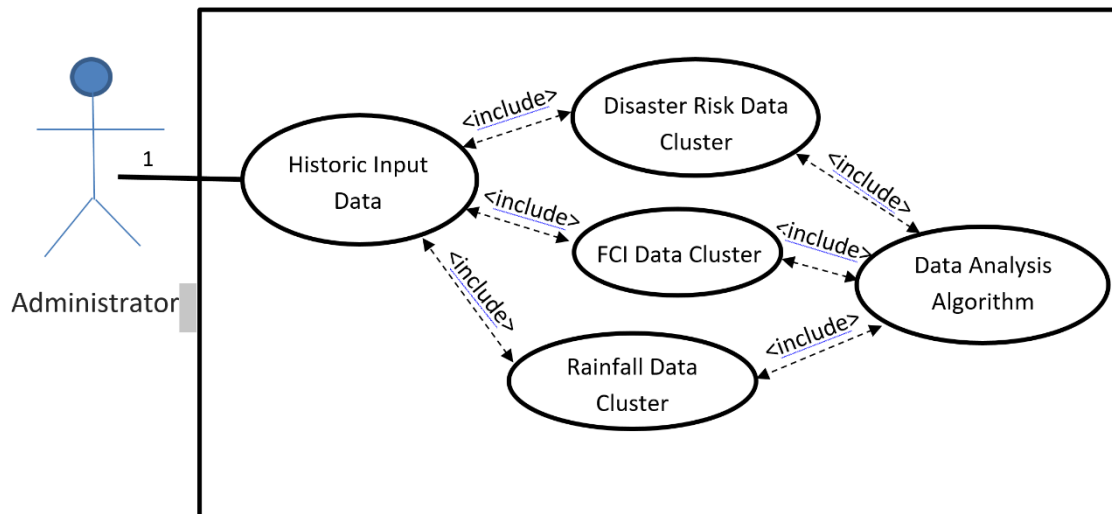 1
Administrator
Historic Input
Data
<include>
<include>
<include>
Disaster Risk Data
Cluster
FCI Data Cluster
Rainfall Data
Cluster
<include>
<include>
<include>
Data Analysis
Algorithm